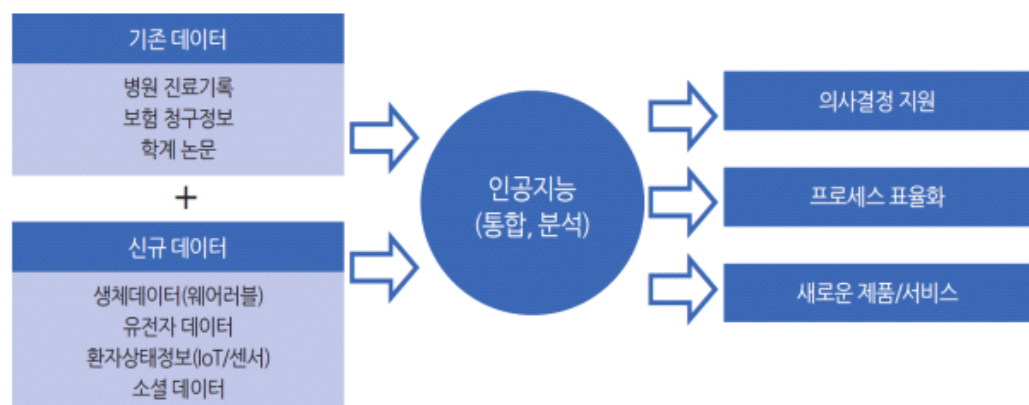 기존 데이터
병원 진료기록
보험 청구정보
학계 논문
+
신규 데이터
생체데이터(웨어러블)
유전자 데이터
환자상태정보(IoT/센서)
소셜 데이터
인공지능
(통합, 분석)
의사결정 지원
프로세스 표율화
새로운 제품/서비스